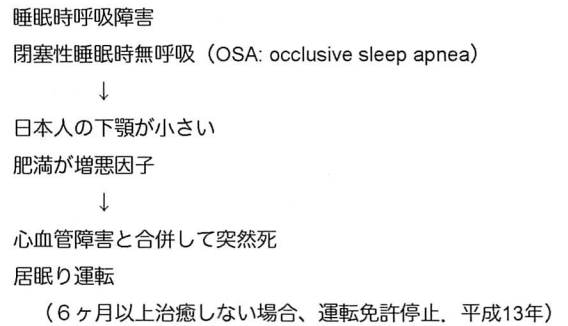 睡眠時呼吸障害
閉塞性睡眠時無呼吸（OSA: occlusive sleep apnea）
↓
日本人の下顎が小さい
肥満が増悪因子
↓
心血管障害と合併して突然死
居眠り運転
（６ヶ月以上治癒しない場合、運転免許停止．平成13年）